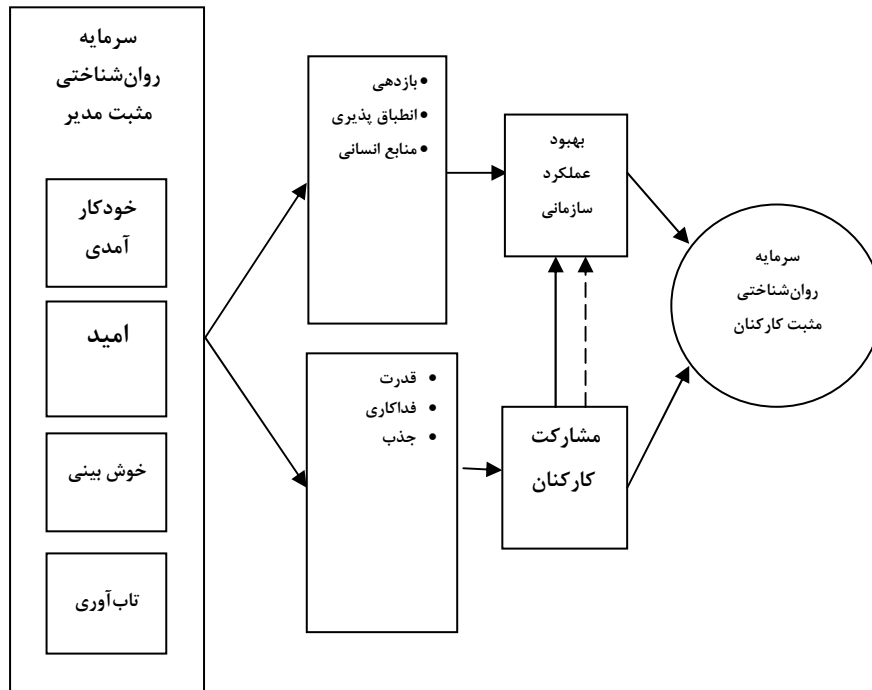 سرمایه
روان‌شناختی
مثبت مدیر
خودکار
آمدی
امید
خوش بینی
تاب‌آوری
• بازدهی
• انطباق پذیری
• منابع انسانی
• قدرت
• فداکاری
• جذب
بهبود
عملکرد
سازمانی
مشارکت
کارکنان
سرمایه
روان‌شناختی
مثبت کارکنان